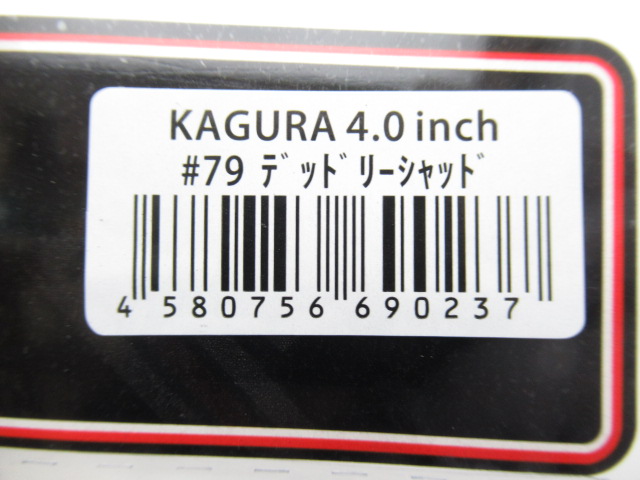 KAGURA 4.0 inch
#79 ﾃﾞｯﾄﾞﾘｰｼｬｯﾄﾞ
4 580756 690237